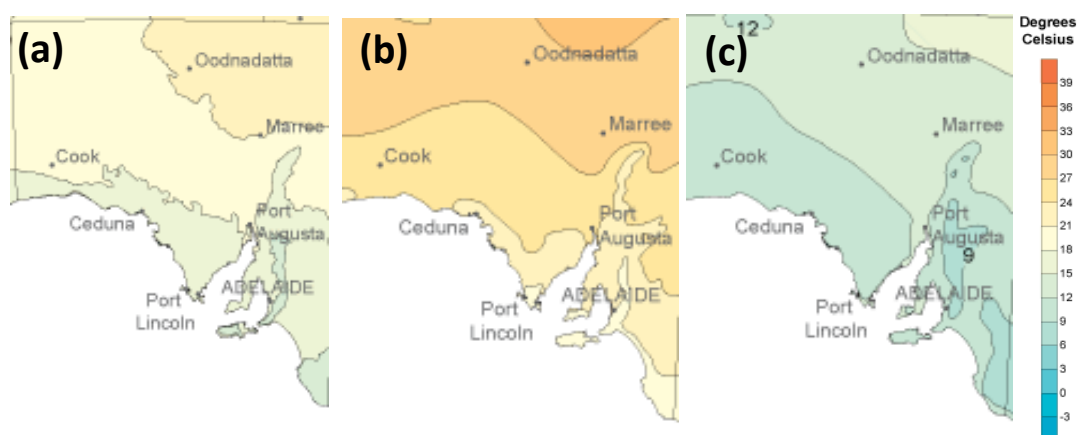 (a)
Oodnadatta
Marree
Cook
Ceduna
Port
Augusta
ADELAIDE
Port
Lincoln
(b)
Oodnadatta
Marree
Cook
Ceduna
Port
Augusta
ADELAIDE
Port
Lincoln
12
(c)
Oodnadatta
Marree
Cook
Ceduna
Port
Augusta
9
ADELAIDE
Port
Lincoln
Degrees
Celsius
39
36
33
30
27
24
21
18
15
12
9
6
3
0
-3